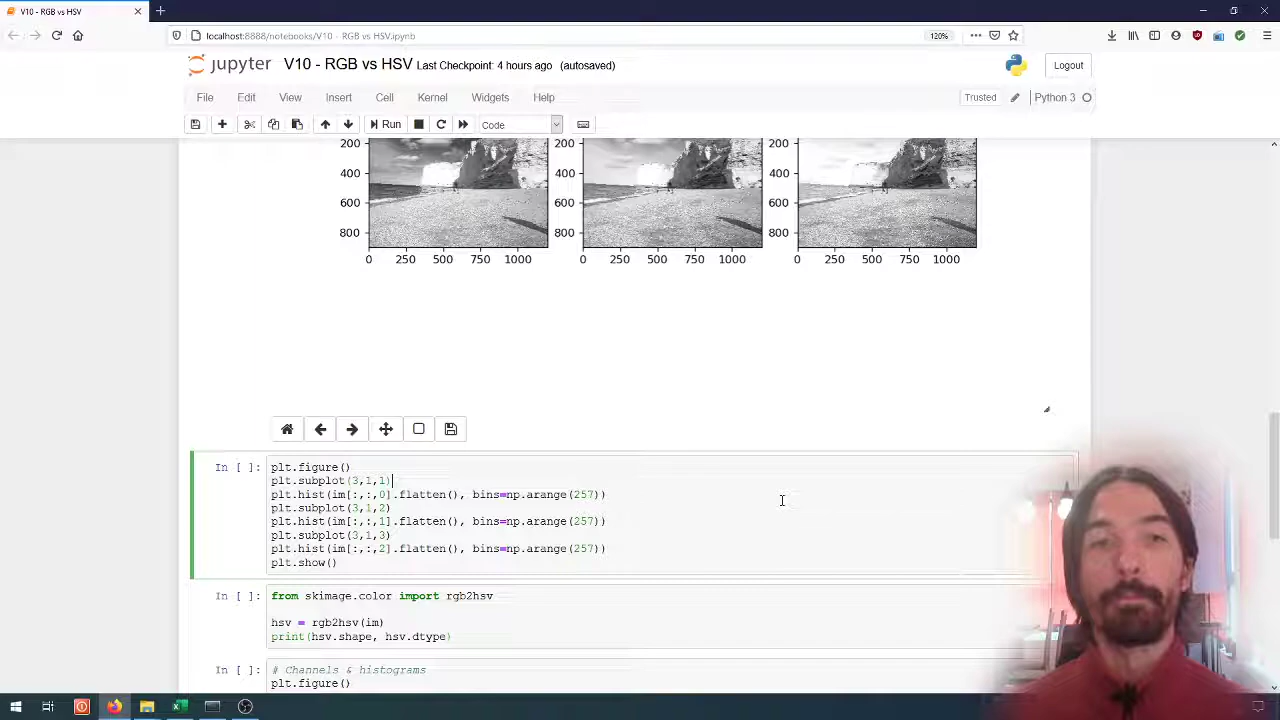 V10 - RGB vs HSV
localhost:8888/notebooks/V10 - RGB vs HSV.ipynb
120%
jupyter V10 - RGB vs HSV Last Checkpoint: 4 hours ago (autosaved)
Logout
File Edit View Insert Cell Kernel Widgets Help
Trusted
Python 3
Run
Code
200 200 200
400 400 400
600 600 600
800 800 800
0 250 500 750 1000 0 250 500 750 1000 0 250 500 750 1000
In [ ]: plt.figure()
plt.subplot(3,1,1)
plt.hist(im[:,:,0].flatten(), bins=np.arange(257))
plt.subplot(3,1,2)
plt.hist(im[:,:,1].flatten(), bins=np.arange(257))
plt.subplot(3,1,3)
plt.hist(im[:,:,2].flatten(), bins=np.arange(257))
plt.show()
In [ ]: from skimage.color import rgb2hsv
hsv = rgb2hsv(im)
print(hsv.shape, hsv.dtype)
In [ ]: # Channels & histograms
plt.figure()